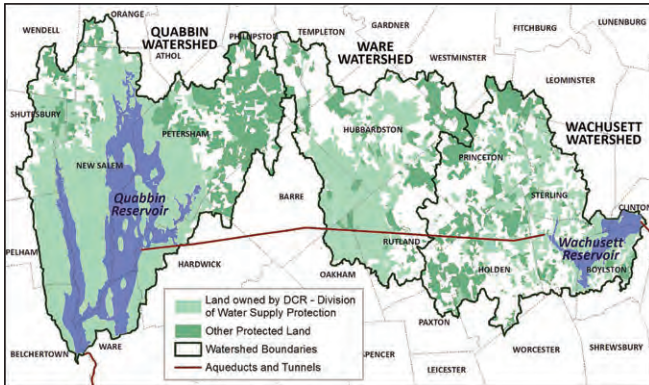 ORANGE
WENDELL
QUABBIN
WATERSHED
ATHOL
PHILLIPSTON
TEMPLETON
GARDNER
WARE
WATERSHED
WESTMINSTER
FITCHBURG
LUNENBURG
LEOMINSTER
SHUTESBURY
PETERSHAM
HUBBARDSTON
WACHUSETT
WATERSHED
NEW SALEM
PRINCETON
STERLING
Quabbin
Reservoir
BARRE
CLINTON
PELHAM
HARDWICK
RUTLAND
Wachusett
Reservoir
OAKHAM
HOLDEN
BOYLSTON
Land owned by DCR - Division
of Water Supply Protection
Other Protected Land
Watershed Boundaries
Aqueducts and Tunnels
PAXTON
BELCHERTOWN
WARE
SPENCER
LEICESTER
WORCESTER
SHREWSBURY